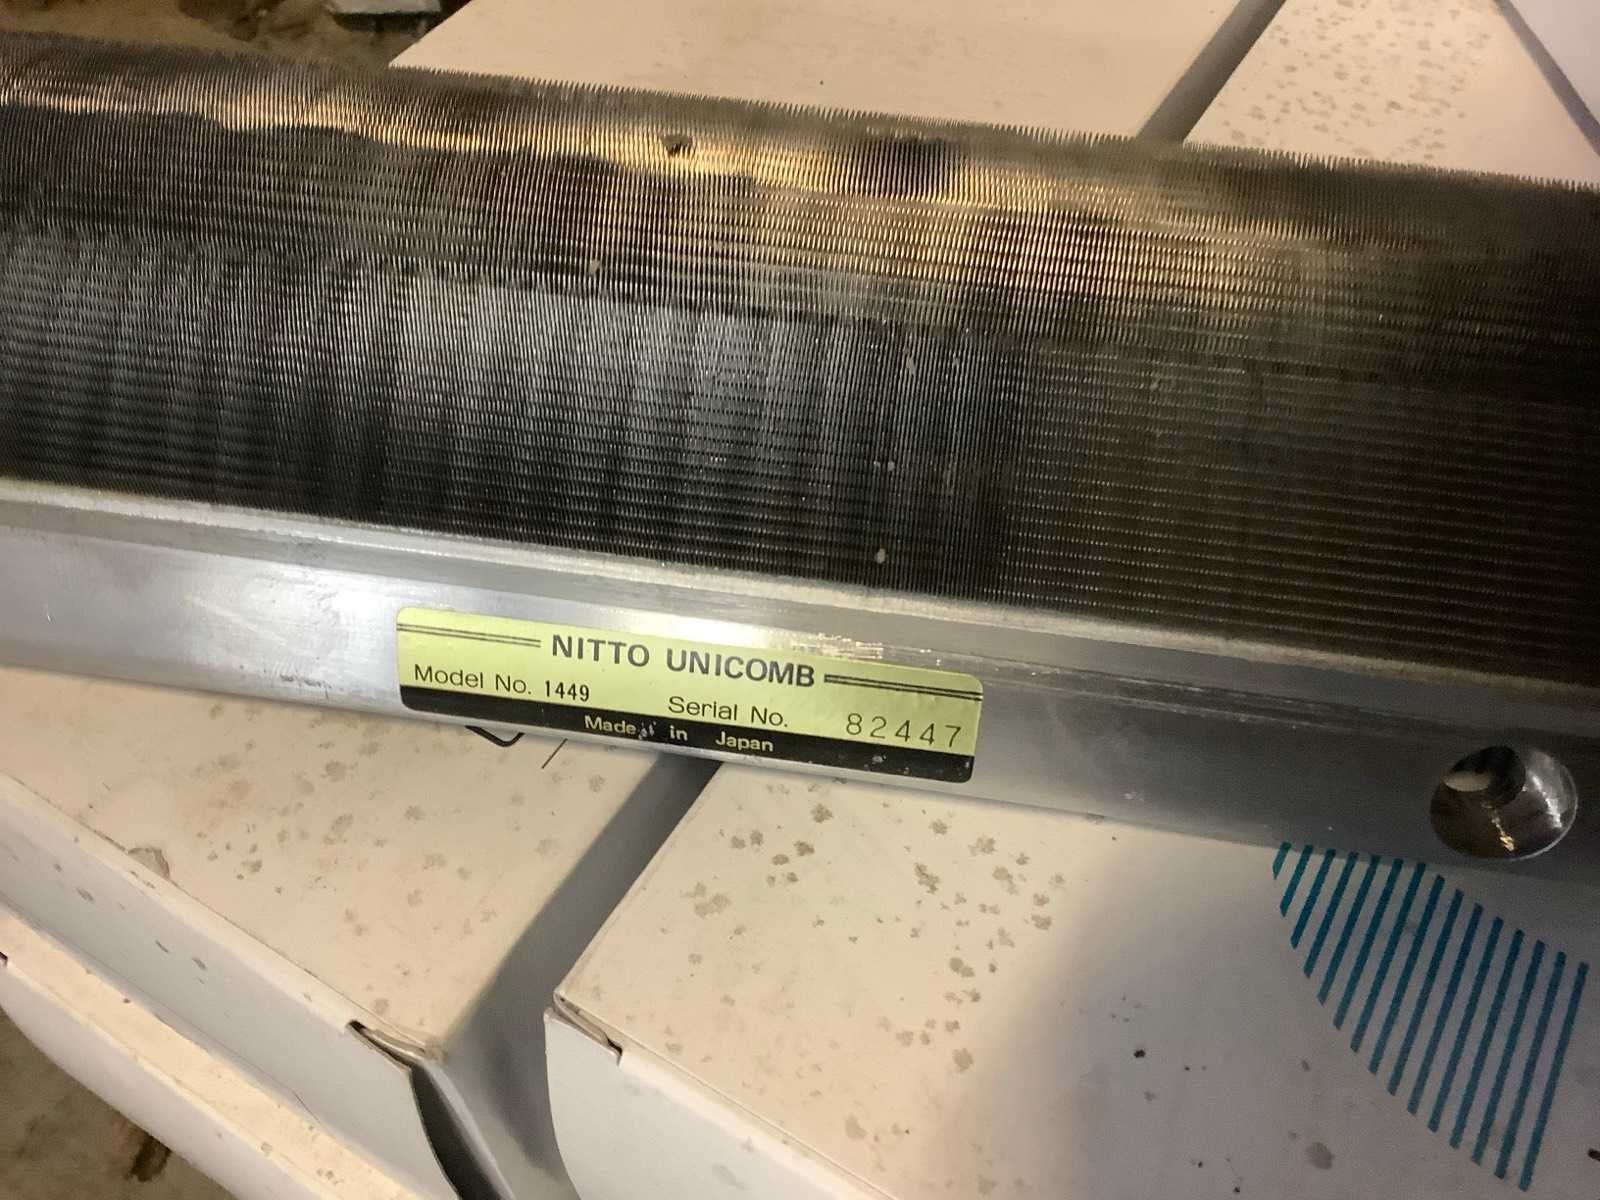 NITTO UNICOMB
Model No. 1449 Serial No. 82447
Made in Japan